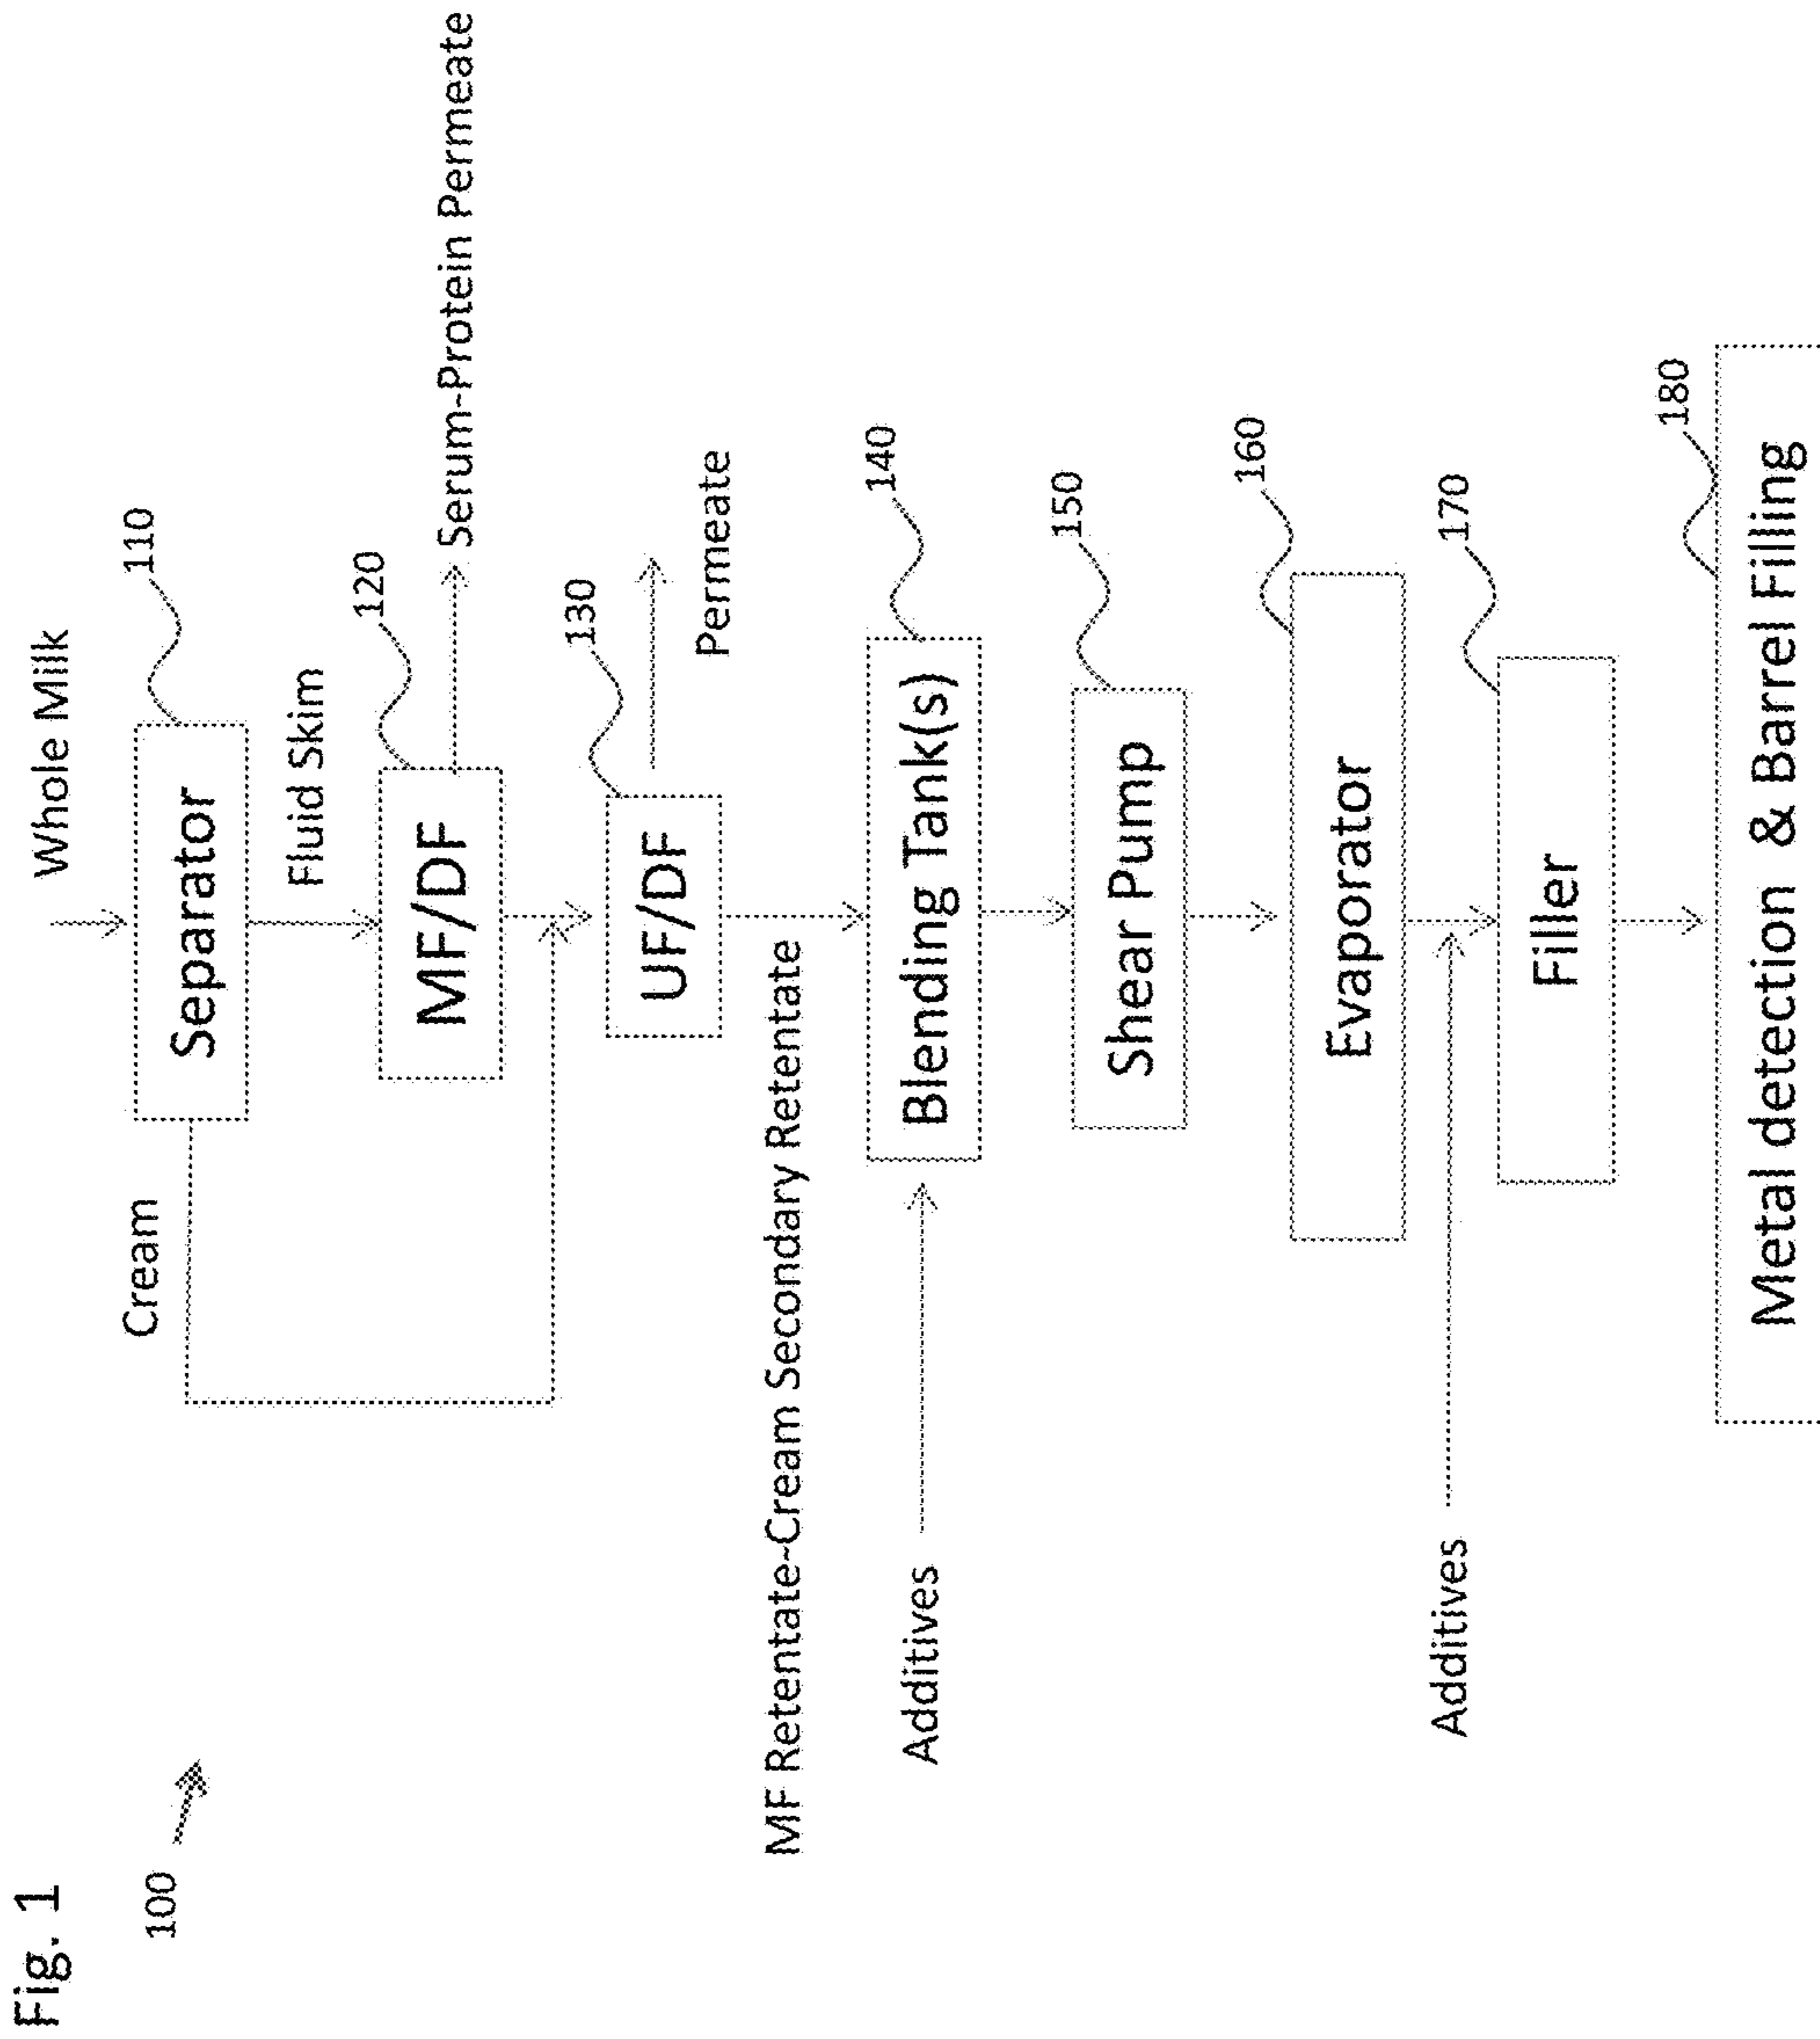 Fig. 1
100
Whole Milk
Separator
110
Cream
Fluid Skim
MF/DF
120
Serum-Protein Permeate
UF/DF
130
Permeate
MF Retentate-Cream Secondary Retentate
Additives
Blending Tank(s)
140
Shear Pump
150
Evaporator
160
Additives
Filler
170
Metal detection & Barrel Filling
180